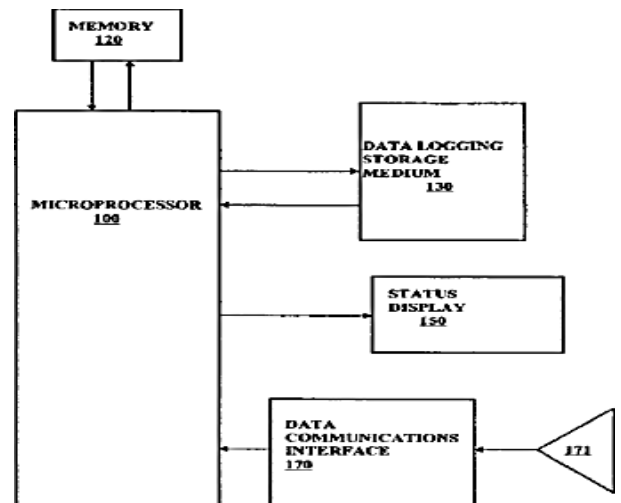 MEMORY
120
DATA LOGGING
STORAGE
MEDIUM
130
MICROPROCESSOR
100
STATUS
DISPLAY
150
DATA
COMMUNICATIONS
INTERFACE
170
171